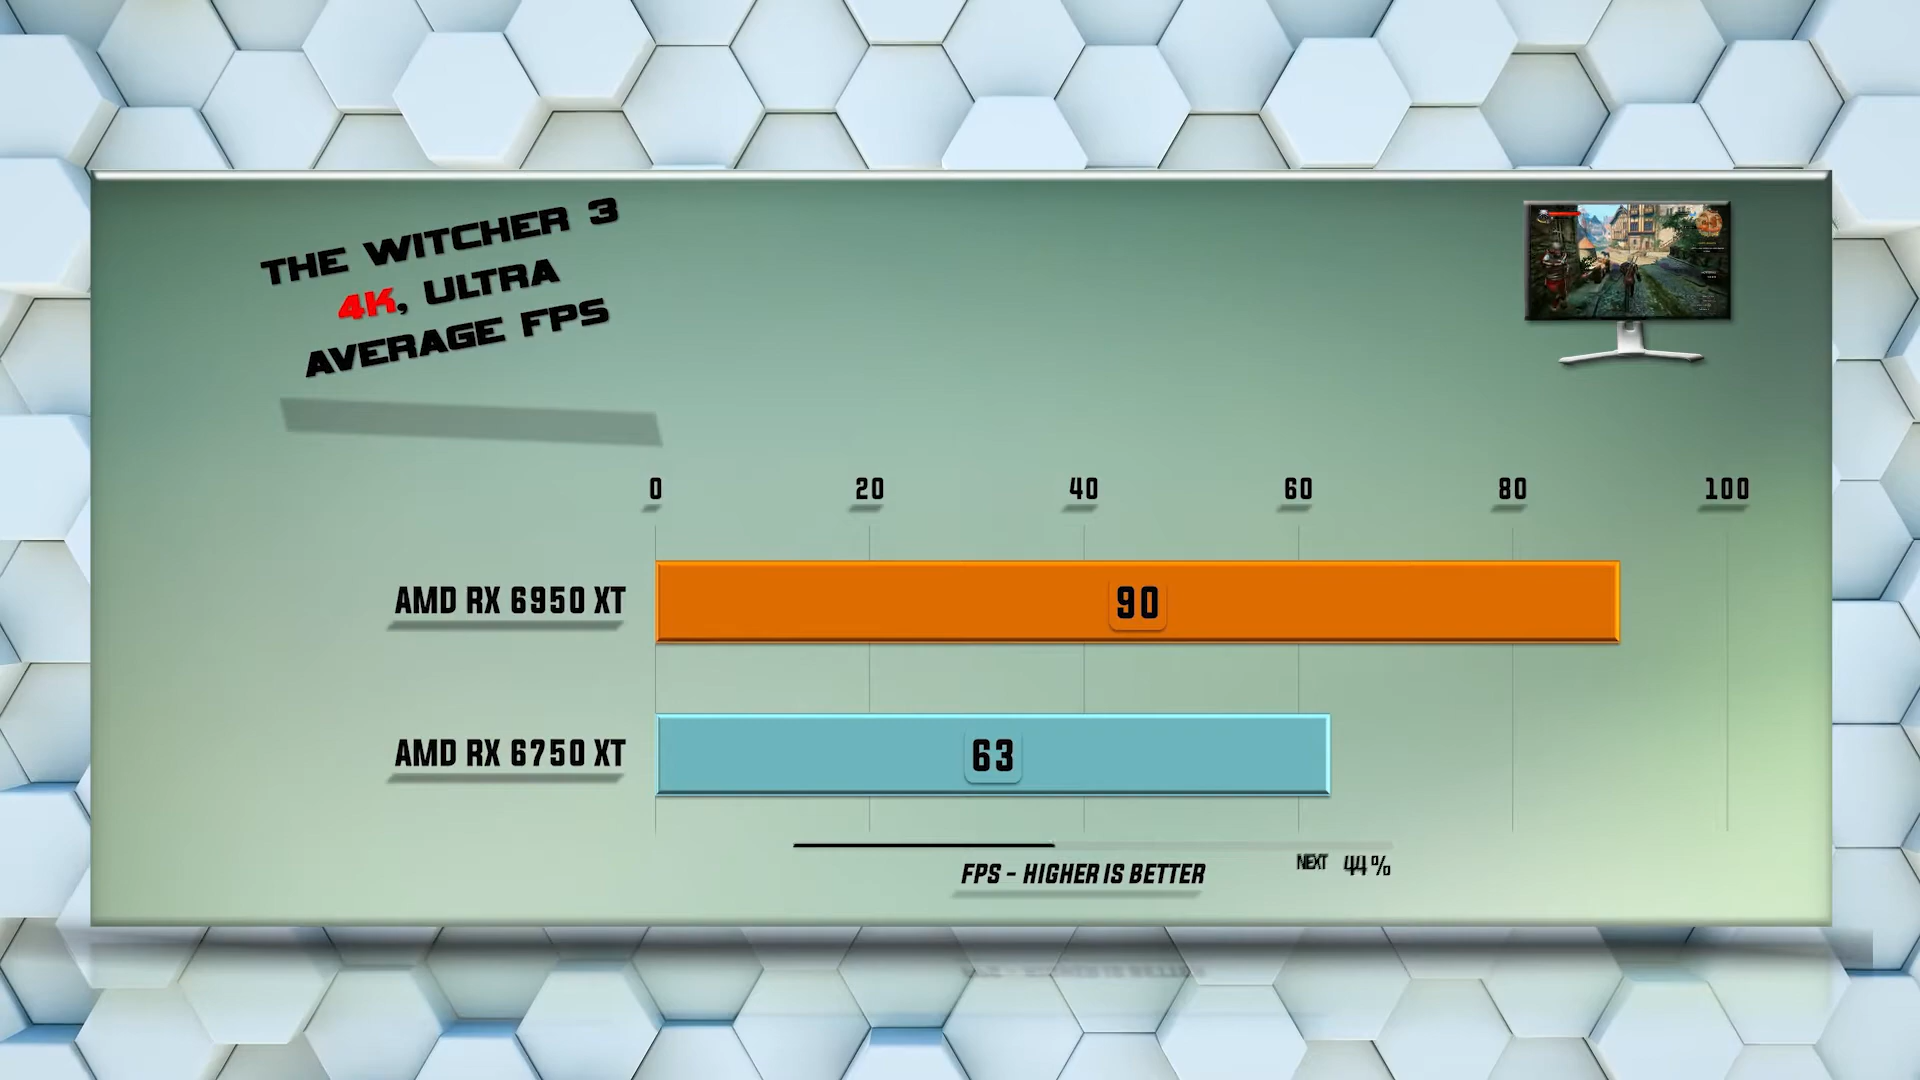 THE WITCHER 3
4K, ULTRA
AVERAGE FPS
0 20 40 60 80 100
AMD RX 6950 XT 90
AMD RX 6750 XT 63
NEXT 44%
FPS - HIGHER IS BETTER